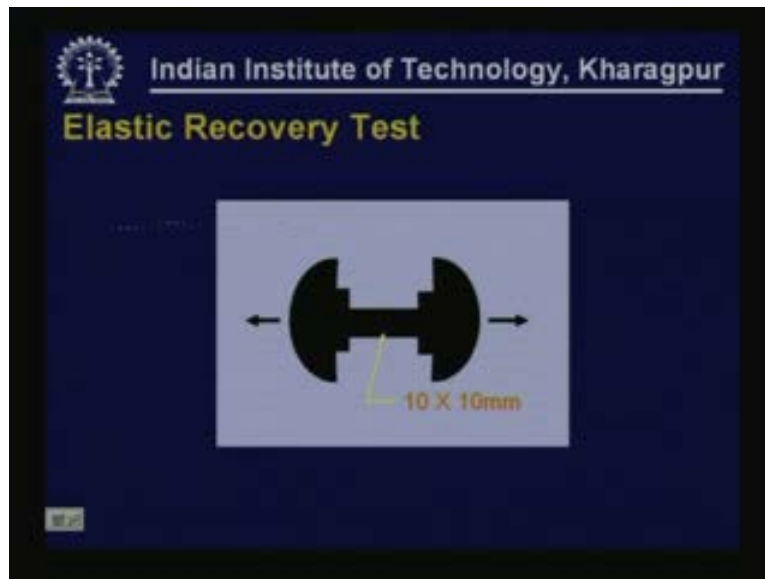 Indian Institute of Technology, Kharagpur
Elastic Recovery Test
10 X 10mm